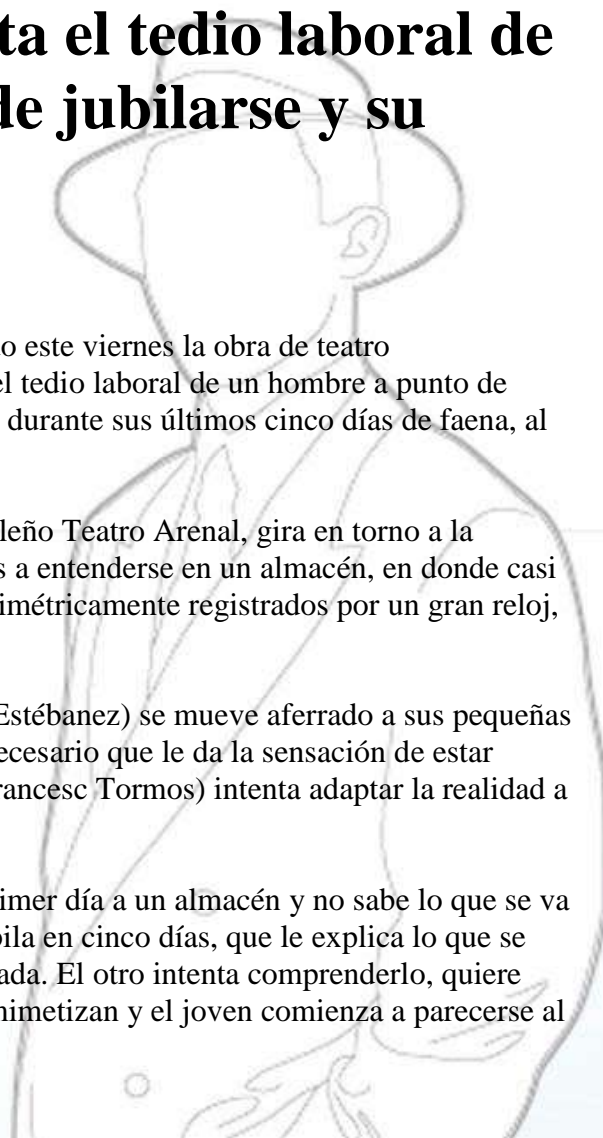 ta el tedio laboral de
de jubilarse y su
o este viernes la obra de teatro
el tedio laboral de un hombre a punto de
durante sus últimos cinco días de faena, al
leño Teatro Arenal, gira en torno a la
s a entenderse en un almacén, en donde casi
imétricamente registrados por un gran reloj,
Estébanez) se mueve aferrado a sus pequeñas
ecesario que le da la sensación de estar
rancesc Tormos) intenta adaptar la realidad a
rimer día a un almacén y no sabe lo que se va
bila en cinco días, que le explica lo que se
ada. El otro intenta comprenderlo, quiere
nimetizan y el joven comienza a parecerse al